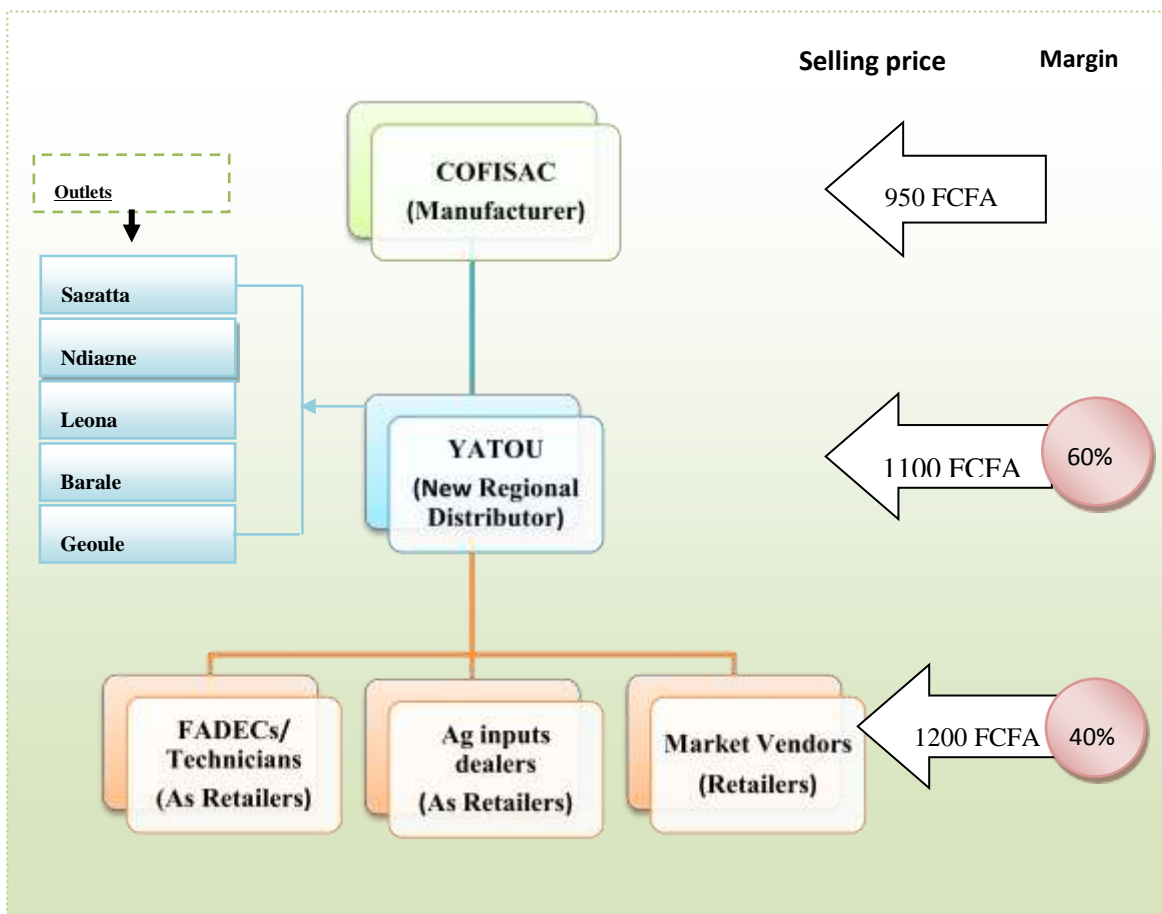 Selling price
Margin
COFISAC
(Manufacturer)
950 FCFA
Outlets
Sagatta
Ndiagne
Leona
Barale
Geoule
YATOU
(New Regional
Distributor)
1100 FCFA
60%
FADECs/
Technicians
(As Retailers)
Ag inputs
dealers
(As Retailers)
Market Vendors
(Retailers)
1200 FCFA
40%